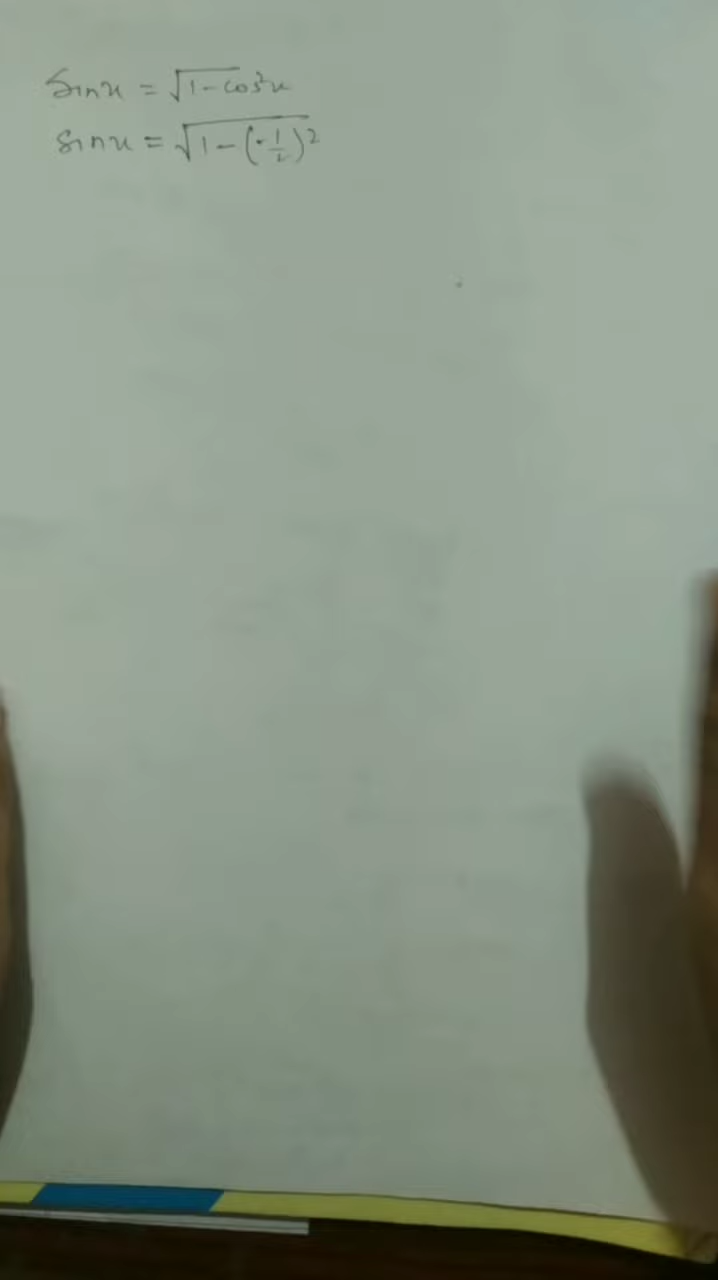 Sinx = √1-cos²x
sinx = √1-(-1/2)²